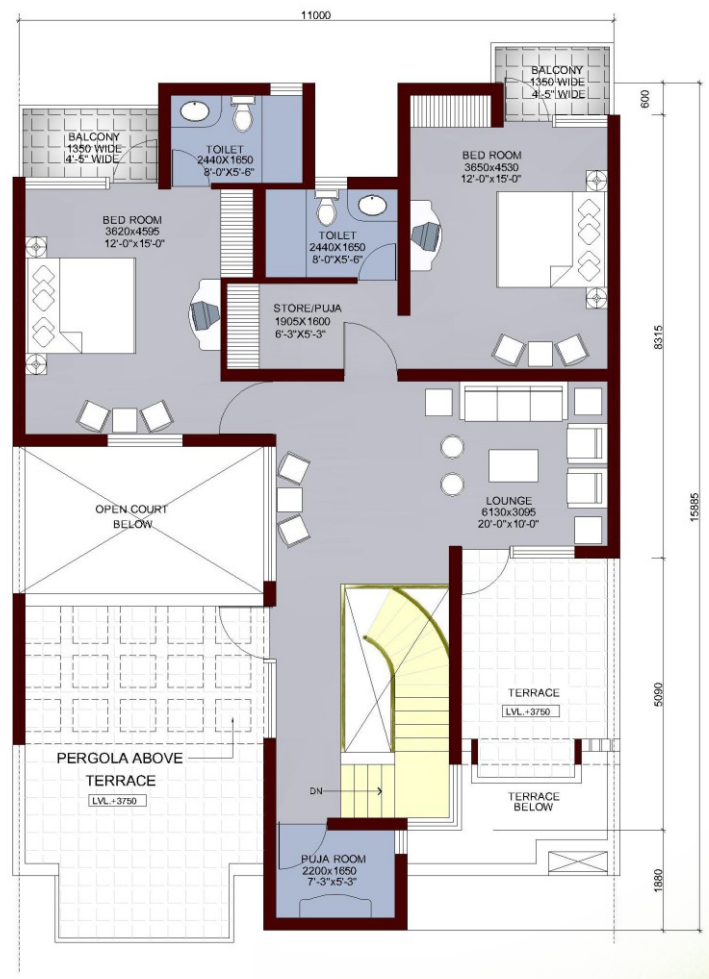 11000
BALCONY
1350 WIDE
4'-5" WIDE
600
BALCONY
1350 WIDE
4'-5" WIDE
TOILET
2440X1650
8'-0"X5'-6"
BED ROOM
3650x4530
12'-0"x15'-0"
BED ROOM
3620x4595
12'-0"x15'-0"
TOILET
2440X1650
8'-0"X5'-6"
STORE/PUJA
1905X1600
6'-3"X5'-3"
8315
LOUNGE
6130x3095
20'-0"x10'-0"
OPEN COURT
BELOW
15885
TERRACE
LVL.+3750
5090
PERGOLA ABOVE
TERRACE
LVL.+3750
DN
TERRACE
BELOW
PUJA ROOM
2200x1650
7'-3"x5'-3"
1880